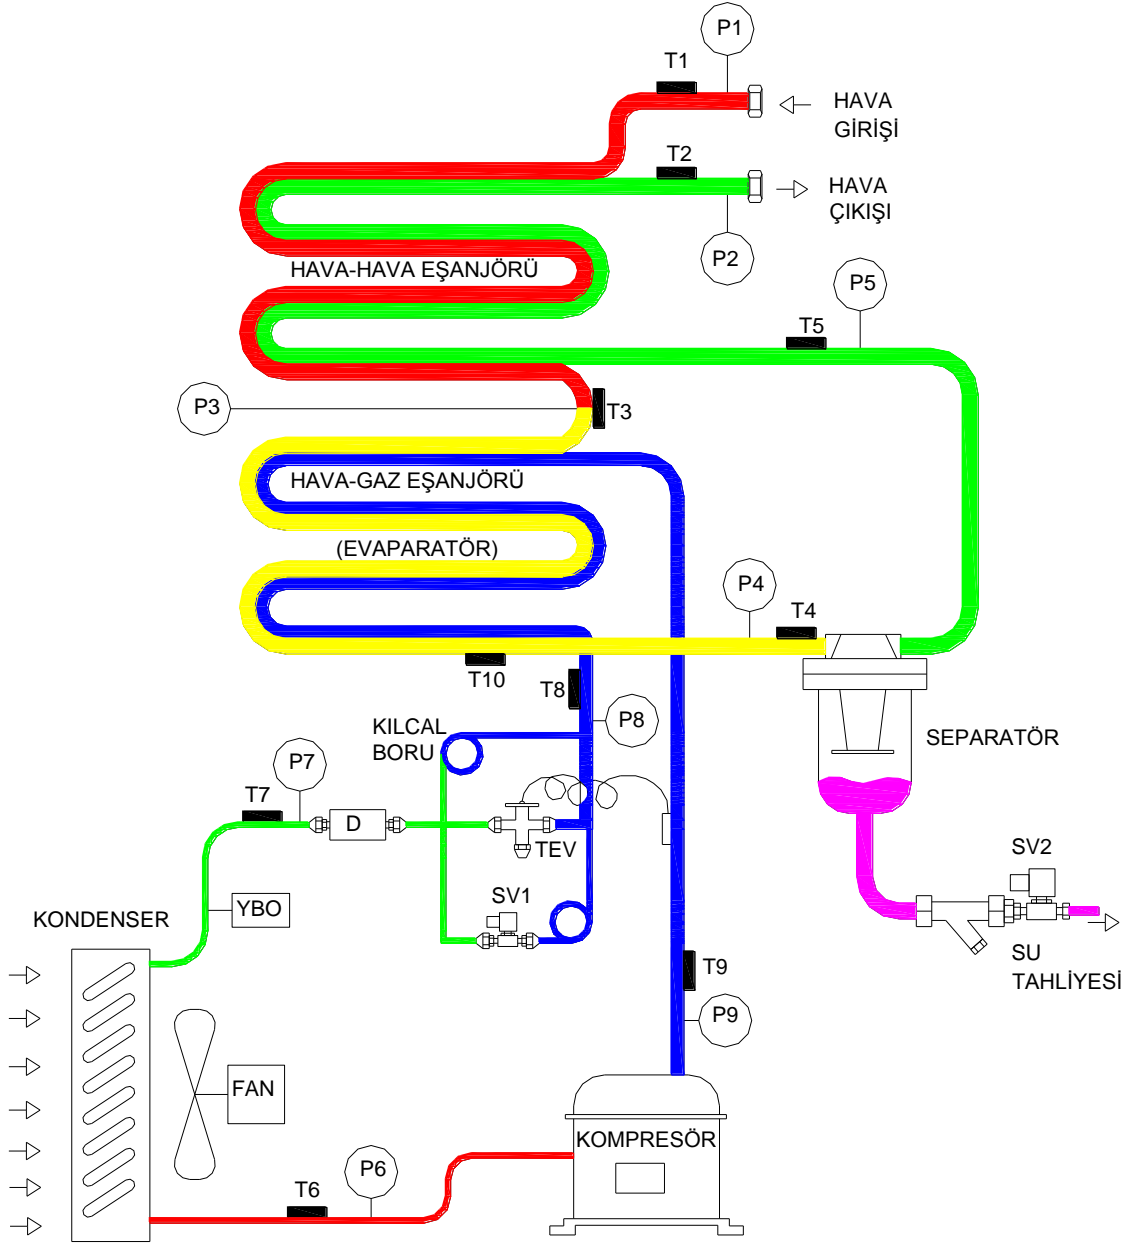 P1
T1
HAVA
GİRİŞİ
T2
HAVA
ÇIKIŞI
P2
HAVA-HAVA EŞANJÖRÜ
P5
T5
P3
T3
HAVA-GAZ EŞANJÖRÜ
(EVAPARATÖR)
P4
T4
T10
T8
P8
KILCAL
BORU
SEPARATÖR
P7
T7
D
TEV
SV1
SV2
YBO
KONDENSER
SU
TAHLİYESİ
T9
P9
FAN
KOMPRESÖR
P6
T6